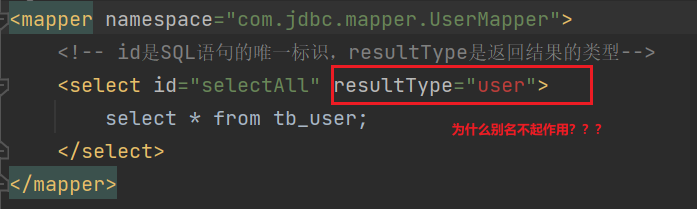 <mapper namespace="com.jdbc.mapper.UserMapper">
<!-- id是SQL语句的唯一标识，resultType是返回结果的类型-->
<select id="selectAll" resultType="user">
select * from tb_user;
为什么别名不起作用？？？
</select>
</mapper>